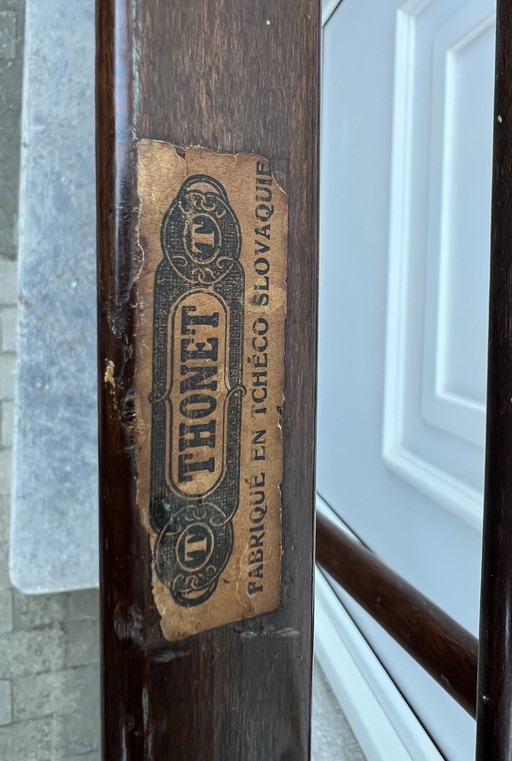 T THONET T
FABRIQUÉ EN TCHÉCO SLOVAQUIE